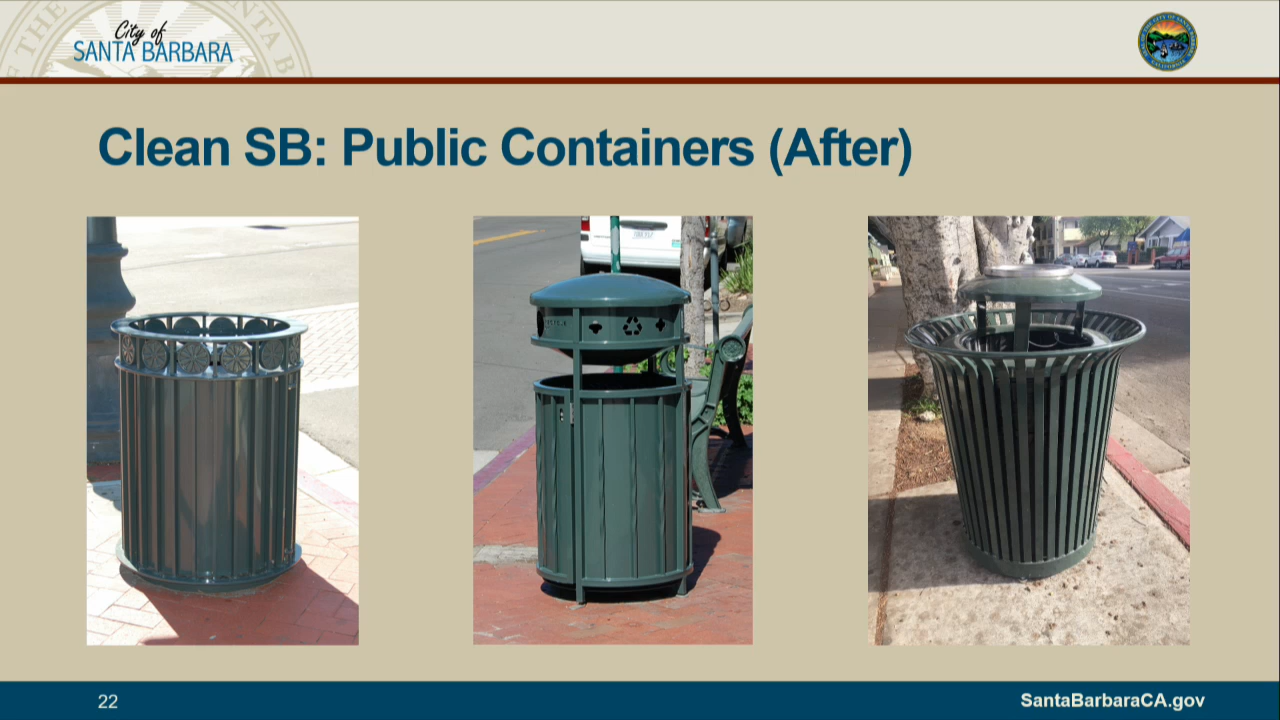 City of
SANTA BARBARA
Clean SB: Public Containers (After)
22
SantaBarbaraCA.gov